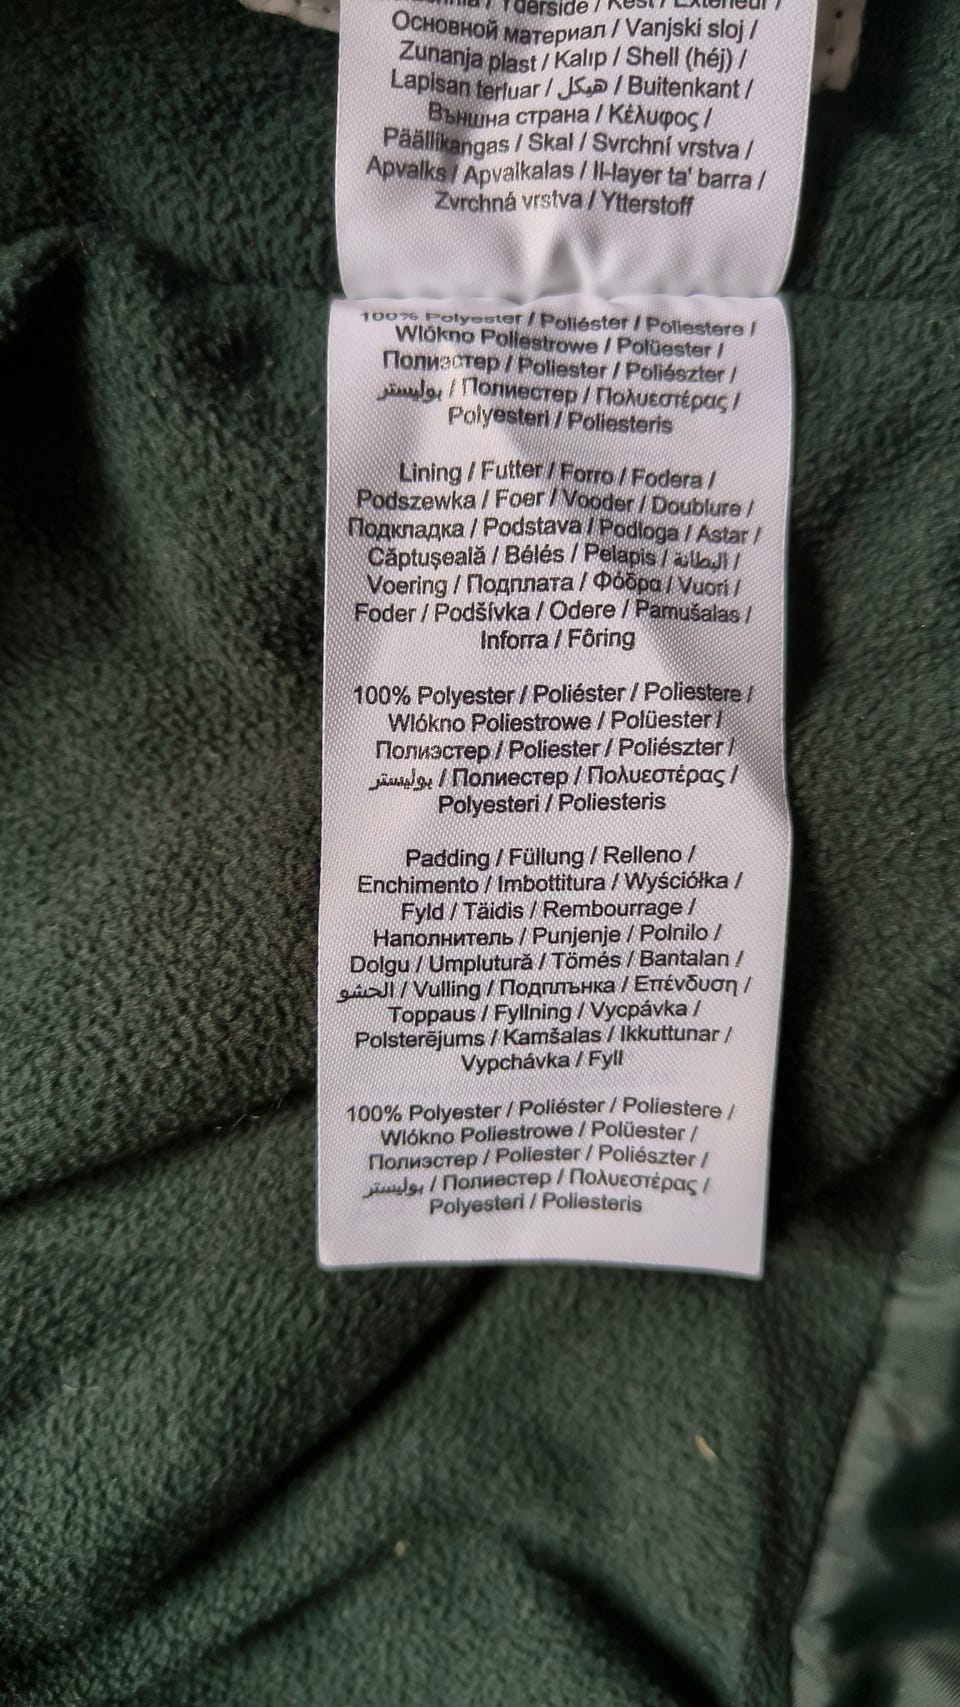 / Yderside / Kest / Extérieur /
Основной материал / Vanjski sloj /
Zunanja plast / Kalıp / Shell (héj) /
Lapisan terluar / هيكل / Buitenkant /
Външна страна / Κέλυφος /
Päällikangas / Skal / Svrchní vrstva /
Apvalks / Apvalkalas / Il-layer ta' barra /
Zvrchná vrstva / Ytterstoff
100% Polyester / Poliéster / Poliestere /
Wlókno Poliestrowe / Polüester /
Полиэстер / Poliester / Poliészter /
بوليستر / Полиестер / Πολυεστέρας /
Polyesteri / Poliesteris
Lining / Futter / Forro / Fodera /
Podszewka / Foer / Vooder / Doublure /
Подкладка / Podstava / Podloga / Astar /
Căptuşeală / Bélés / Pelapis / البطانة /
Voering / Подплата / Φόδρα / Vuori /
Foder / Podšívka / Odere / Pamušalas /
Inforra / Fôring
100% Polyester / Poliéster / Poliestere /
Wlókno Poliestrowe / Polüester /
Полиэстер / Poliester / Poliészter /
بوليستر / Полиестер / Πολυεστέρας /
Polyesteri / Poliesteris
Padding / Füllung / Relleno /
Enchimento / Imbottitura / Wyściółka /
Fyld / Täidis / Rembourrage /
Наполнитель / Punjenje / Polnilo /
Dolgu / Umplutură / Tömés / Bantalan /
الحشو / Vulling / Подплънка / Επένδυση /
Toppaus / Fyllning / Vycpávka /
Polsterējums / Kamšalas / Ikkuttunar /
Vypchávka / Fyll
100% Polyester / Poliéster / Poliestere /
Wlókno Poliestrowe / Polüester /
Полиэстер / Poliester / Poliészter /
بوليستر / Полиестер / Πολυεστέρας /
Polyesteri / Poliesteris